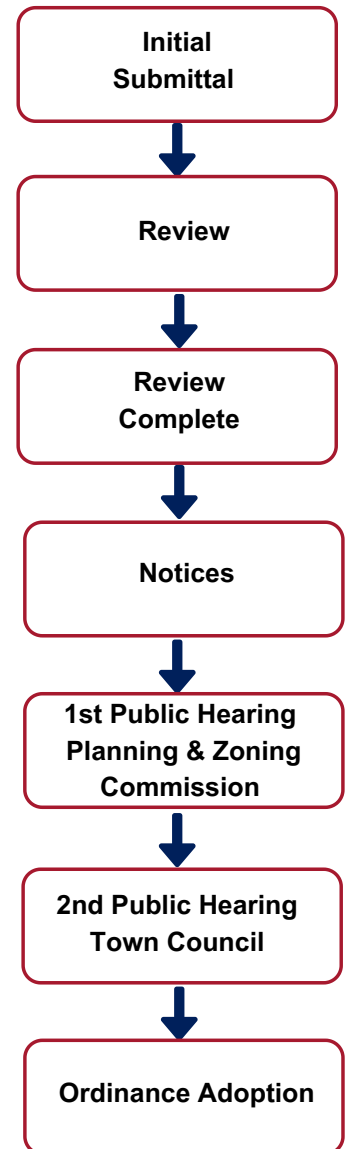 Initial
Submittal
Review
Review
Complete
Notices
1st Public Hearing
Planning & Zoning
Commission
2nd Public Hearing
Town Council
Ordinance Adoption